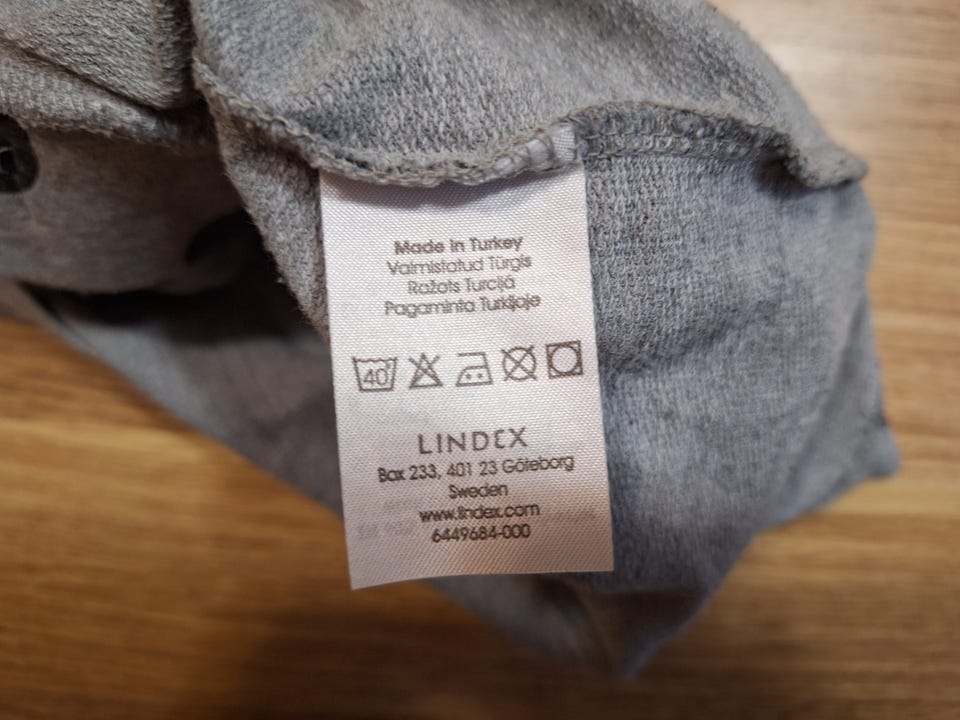 Made in Turkey
Valmistatud Türgis
Ražots Turcijā
Pagaminta Turkijoje
40°
LINDEX
Box 233, 401 23 Göteborg
Sweden
www.lindex.com
6449684-000